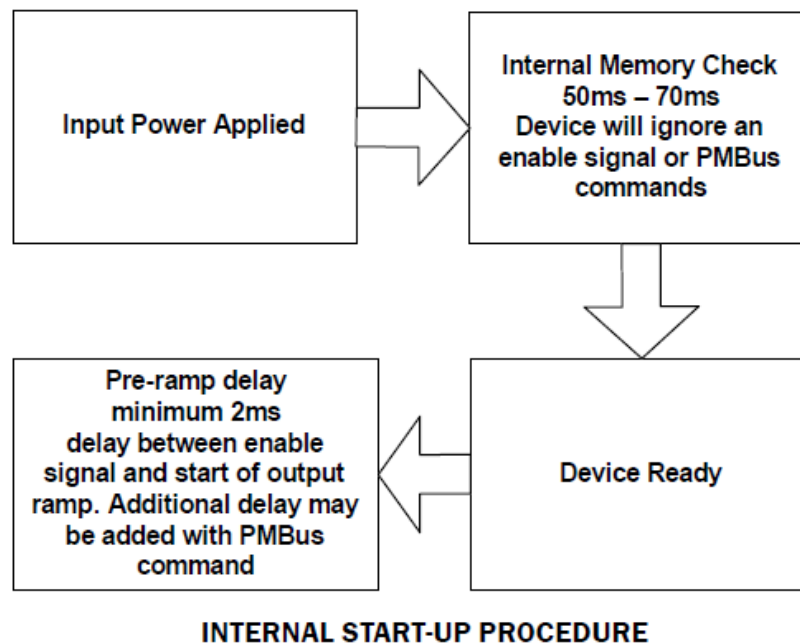 Input Power Applied
Internal Memory Check
50ms – 70ms
Device will ignore an
enable signal or PMBus
commands
Device Ready
Pre-ramp delay
minimum 2ms
delay between enable
signal and start of output
ramp. Additional delay may
be added with PMBus
command
INTERNAL START-UP PROCEDURE